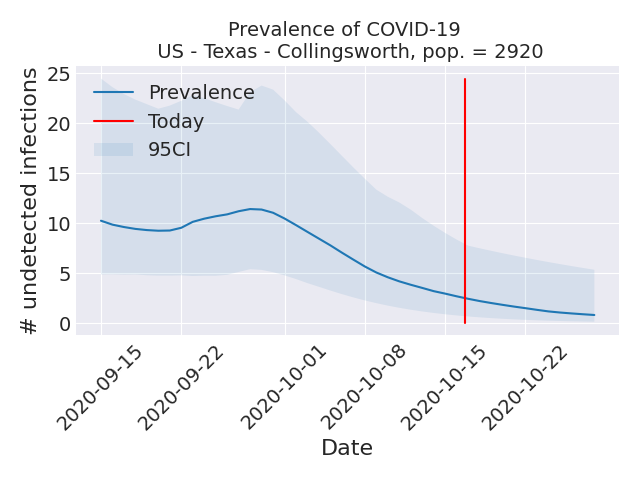 Prevalence of COVID-19
US - Texas - Collingsworth, pop. = 2920
# undetected infections
25
20
15
10
5
0
Prevalence
Today
95CI
2020-09-15
2020-09-22
2020-10-01
2020-10-08
2020-10-15
2020-10-22
Date